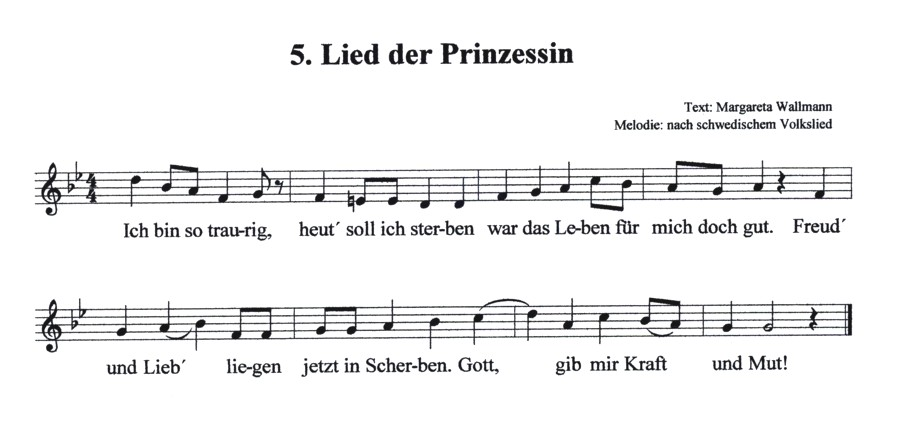 5. Lied der Prinzessin
Text: Margareta Wallmann
Melodie: nach schwedischem Volkslied
4
4
Ich bin so trau-rig, heut´ soll ich ster-ben war das Le-ben für mich doch gut. Freud´
und Lieb´ lie-gen jetzt in Scher-ben. Gott, gib mir Kraft und Mut!